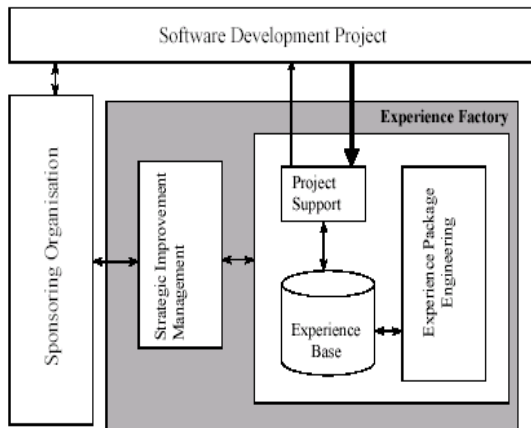 Software Development Project
Experience Factory
Sponsoring Organisation
Strategic Improvement
Management
Project
Support
Experience
Base
Experience Package
Engineering